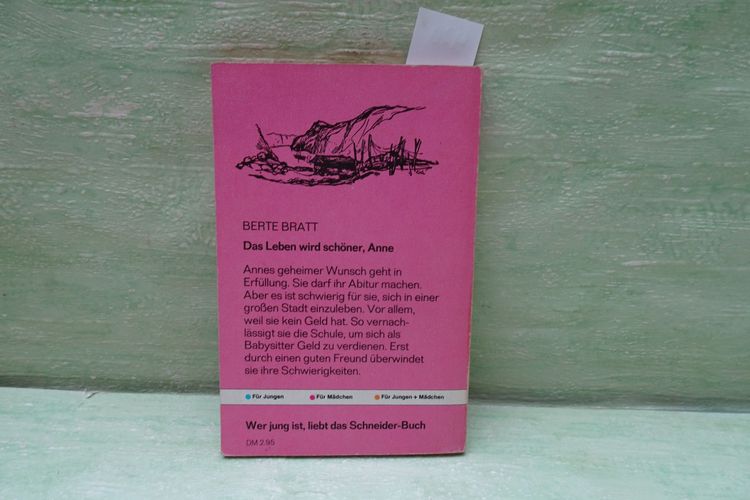 BERTE BRATT
Das Leben wird schöner, Anne
Annes geheimer Wunsch geht in
Erfüllung. Sie darf ihr Abitur machen.
Aber es ist schwierig für sie, sich in einer
großen Stadt einzuleben. Vor allem,
weil sie kein Geld hat. So vernach-
lässigt sie die Schule, um sich als
Babysitter Geld zu verdienen. Erst
durch einen guten Freund überwindet
sie ihre Schwierigkeiten.
Für Jungen Für Mädchen Für Jungen + Mädchen
Wer jung ist, liebt das Schneider-Buch
DM 2.95